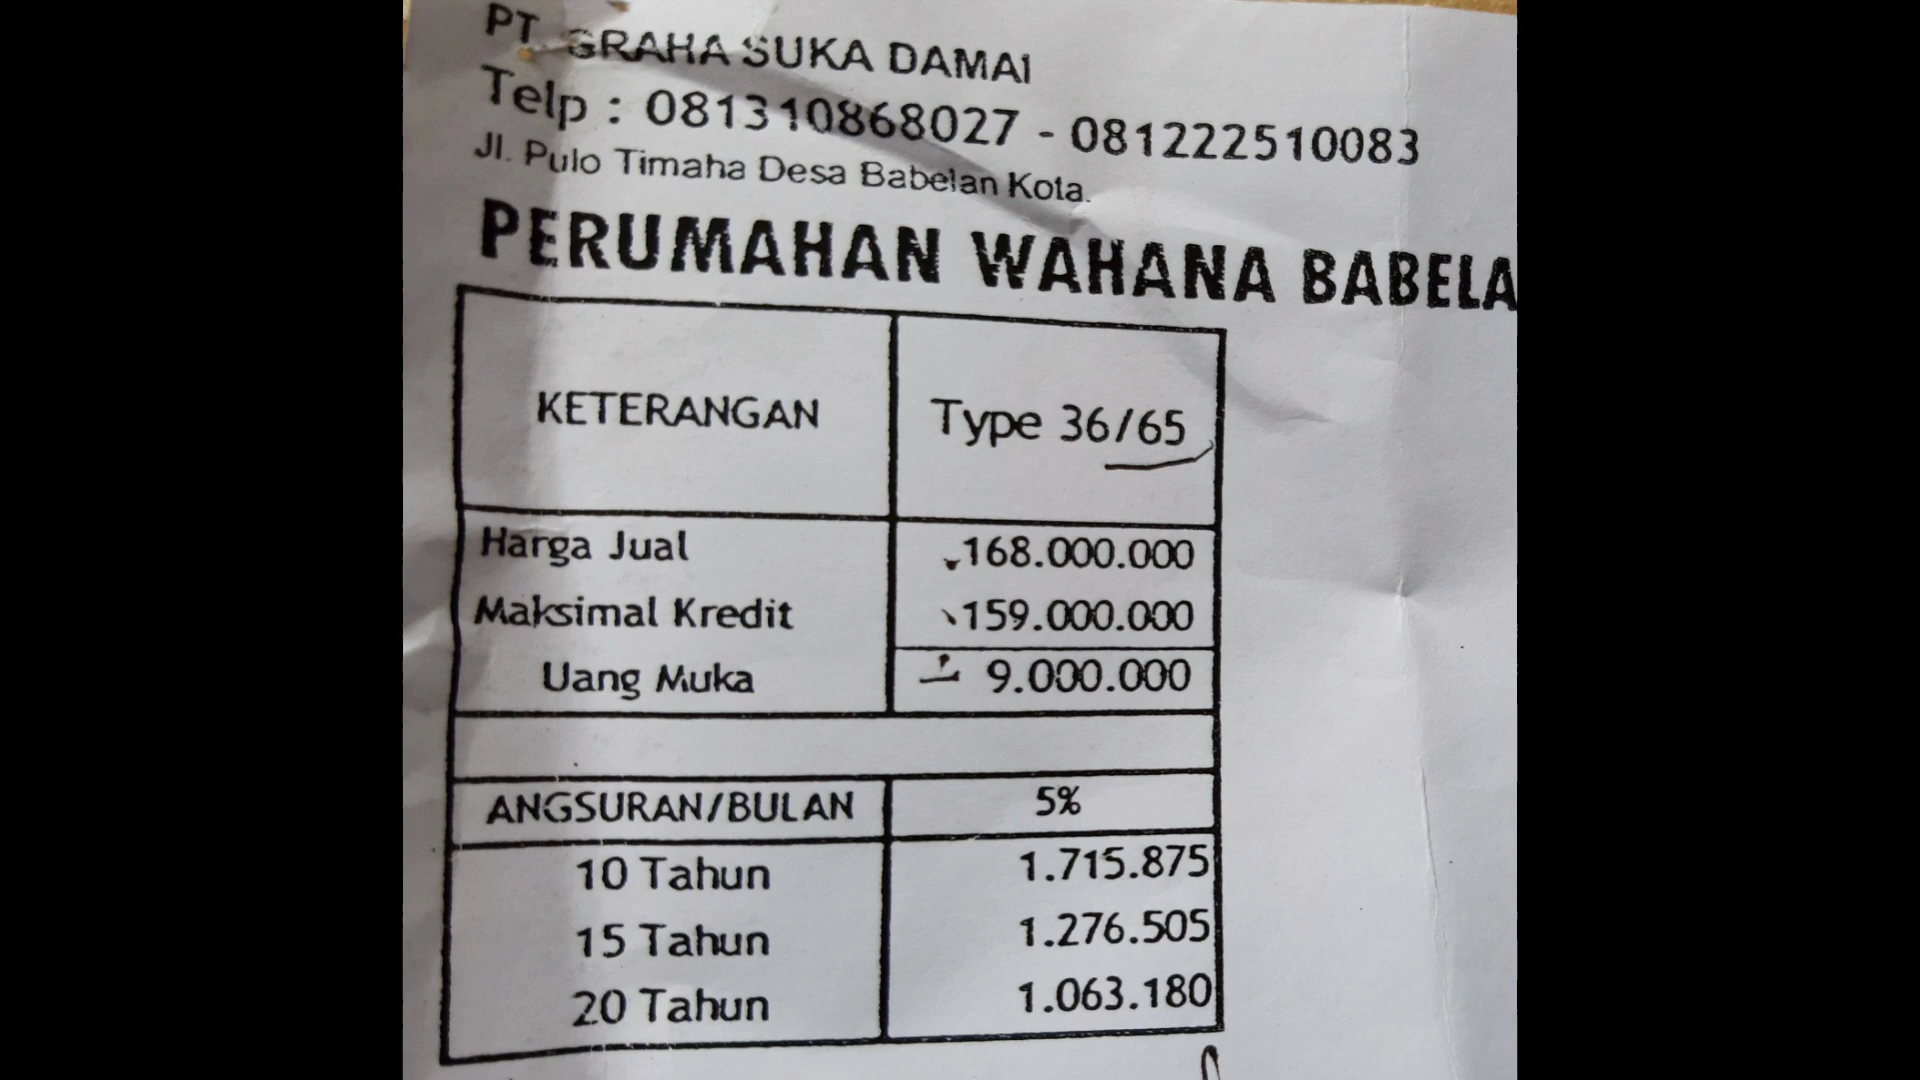 PT. GRAHA SUKA DAMAI
Telp : 081310868027 - 081222510083
Jl. Pulo Timaha Desa Babelan Kota.
PERUMAHAN WAHANA BABELA
KETERANGAN Type 36/65
Harga Jual 168.000.000
Maksimal Kredit 159.000.000
Uang Muka 9.000.000
ANGSURAN/BULAN 5%
10 Tahun 1.715.875
15 Tahun 1.276.505
20 Tahun 1.063.180